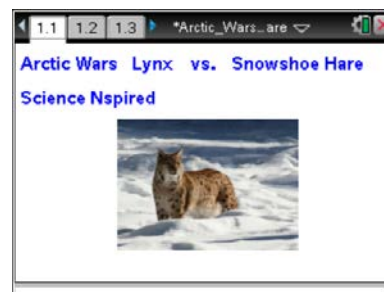 1.1 1.2 1.3 *Arctic_Wars…are
Arctic Wars Lynx vs. Snowshoe Hare
Science Nspired